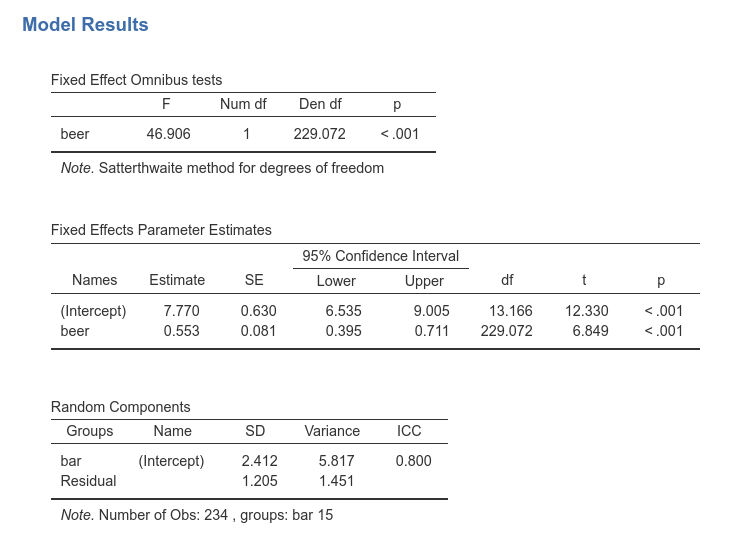 Model Results
Fixed Effect Omnibus tests
F Num df Den df p
beer 46.906 1 229.072 < .001
Note. Satterthwaite method for degrees of freedom
Fixed Effects Parameter Estimates
95% Confidence Interval
Names Estimate SE Lower Upper df t p
(Intercept) 7.770 0.630 6.535 9.005 13.166 12.330 < .001
beer 0.553 0.081 0.395 0.711 229.072 6.849 < .001
Random Components
Groups Name SD Variance ICC
bar (Intercept) 2.412 5.817 0.800
Residual 1.205 1.451
Note. Number of Obs: 234 , groups: bar 15